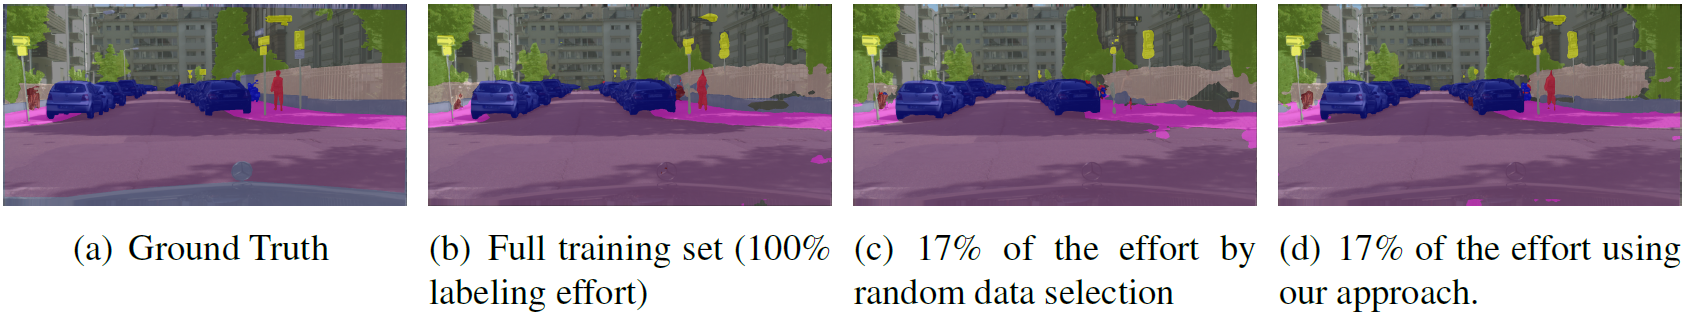 (a) Ground Truth
(b) Full training set (100%
labeling effort)
(c) 17% of the effort by
random data selection
(d) 17% of the effort using
our approach.